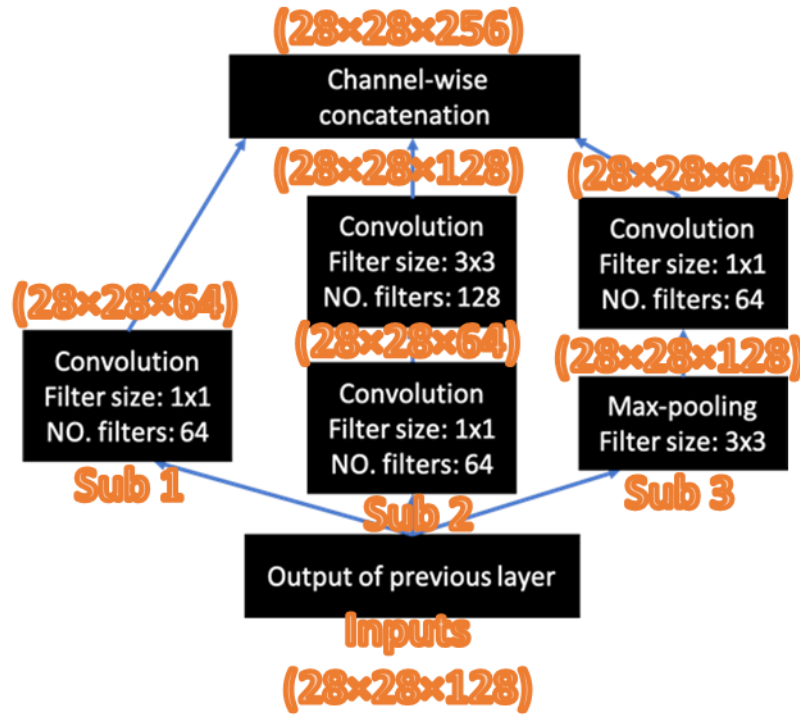 (28×28×256)
Channel-wise
concatenation
(28×28×128)
(28×28×64)
Convolution
Filter size: 3x3
NO. filters: 128
Convolution
Filter size: 1x1
NO. filters: 64
(28×28×64)
(28×28×64)
(28×28×128)
Convolution
Filter size: 1x1
NO. filters: 64
Convolution
Filter size: 1x1
NO. filters: 64
Max-pooling
Filter size: 3x3
Sub 1
Sub 2
Sub 3
Output of previous layer
Inputs
(28×28×128)